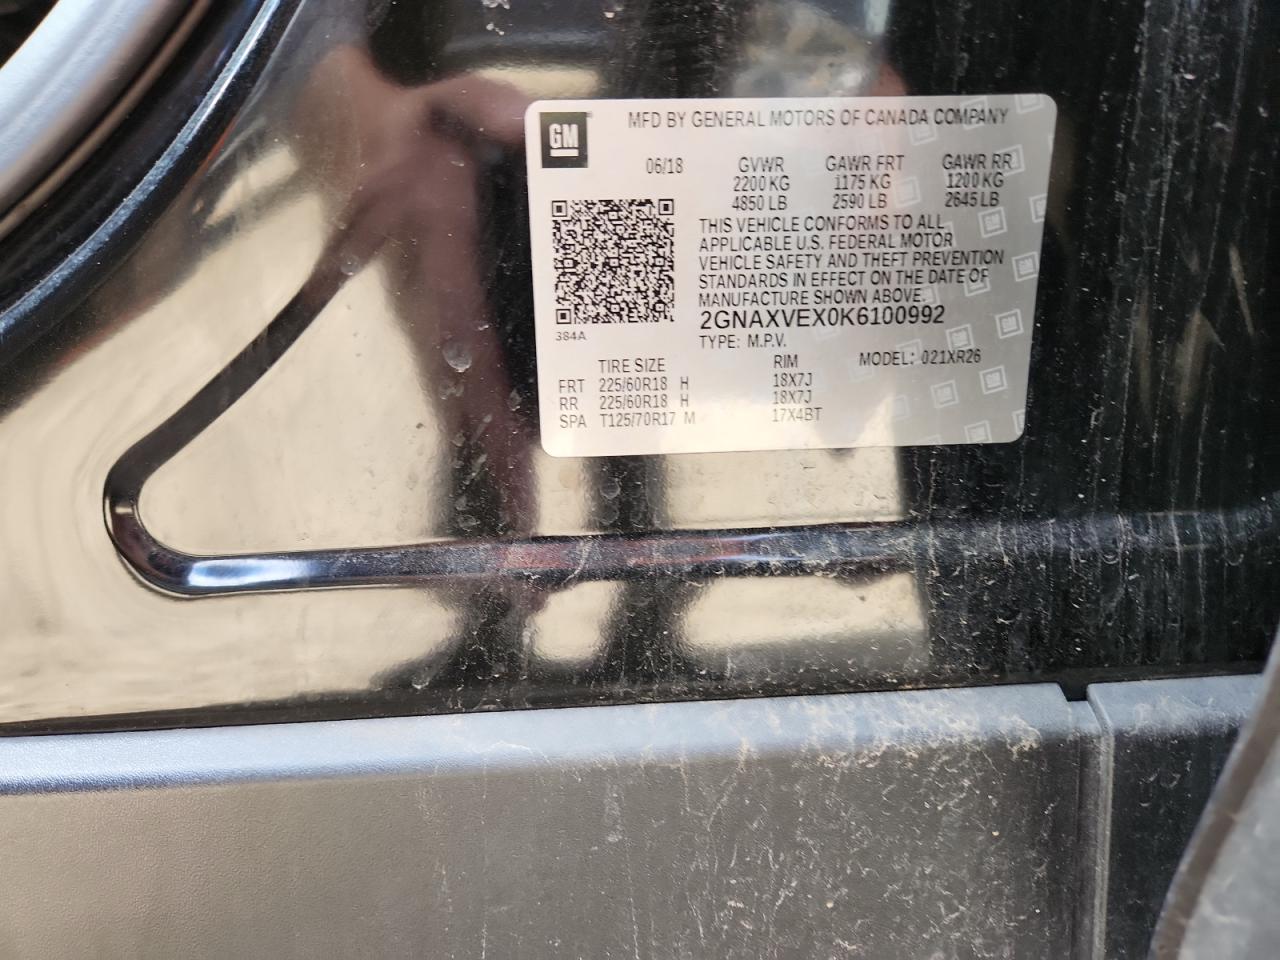 GM
MFD BY GENERAL MOTORS OF CANADA COMPANY
06/18 GVWR GAWR FRT GAWR RR
2200 KG 1175 KG 1200 KG
4850 LB 2590 LB 2645 LB
THIS VEHICLE CONFORMS TO ALL
APPLICABLE U.S. FEDERAL MOTOR
VEHICLE SAFETY AND THEFT PREVENTION
STANDARDS IN EFFECT ON THE DATE OF
MANUFACTURE SHOWN ABOVE.
2GNAXVEX0K6100992
384A
TYPE: M.P.V.
TIRE SIZE RIM MODEL: 021XR26
FRT 225/60R18 H 18X7J
RR 225/60R18 H 18X7J
SPA T125/70R17 M 17X4BT